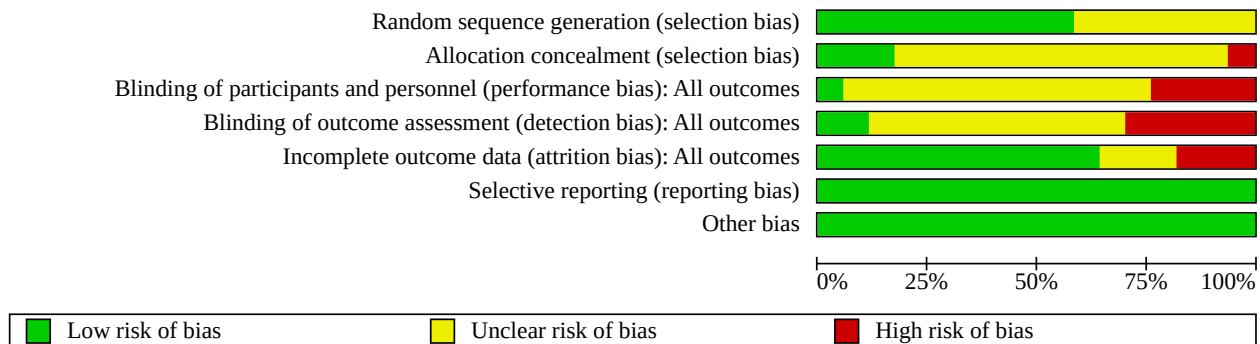 Random sequence generation (selection bias)
Allocation concealment (selection bias)
Blinding of participants and personnel (performance bias): All outcomes
Blinding of outcome assessment (detection bias): All outcomes
Incomplete outcome data (attrition bias): All outcomes
Selective reporting (reporting bias)
Other bias
0% 25% 50% 75% 100%
Low risk of bias Unclear risk of bias High risk of bias